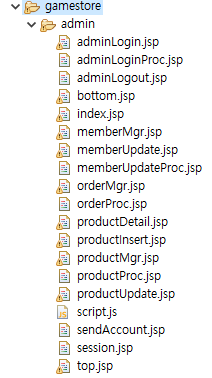 gamestore
admin
adminLogin.jsp
adminLoginProc.jsp
adminLogout.jsp
bottom.jsp
index.jsp
memberMgr.jsp
memberUpdate.jsp
memberUpdateProc.jsp
orderMgr.jsp
orderProc.jsp
productDetail.jsp
productInsert.jsp
productMgr.jsp
productProc.jsp
productUpdate.jsp
script.js
sendAccount.jsp
session.jsp
top.jsp